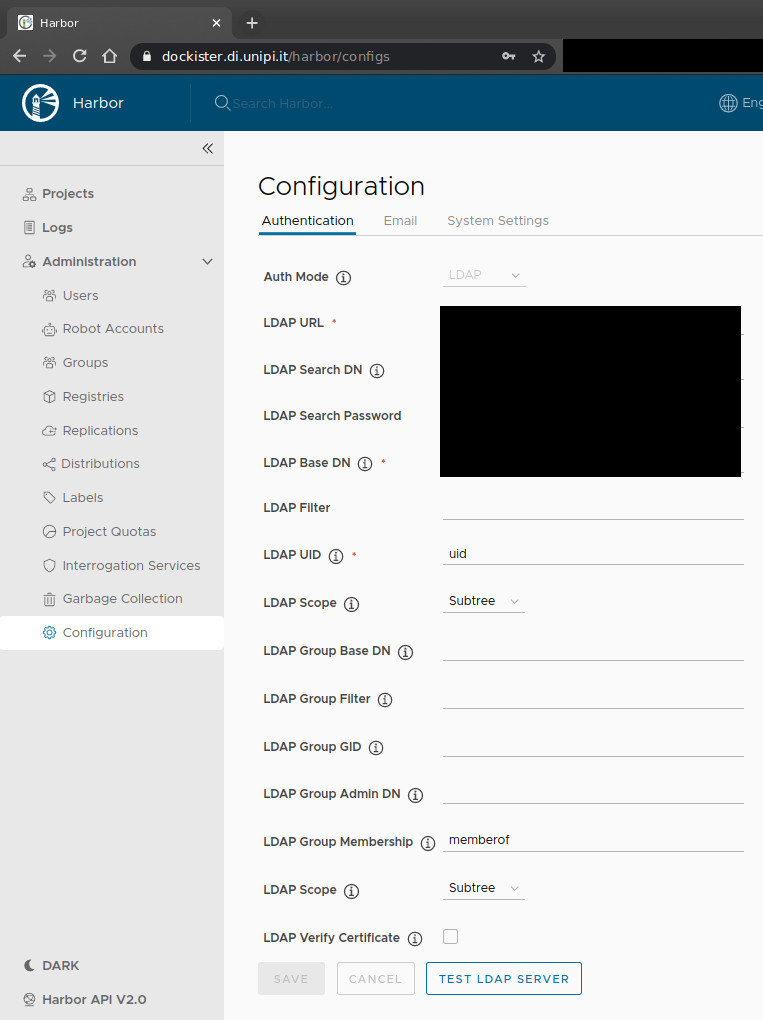 Harbor
dockister.di.unipi.it/harbor/configs
Harbor
Search Harbor...
Eng
Projects
Logs
Administration
Users
Robot Accounts
Groups
Registries
Replications
Distributions
Labels
Project Quotas
Interrogation Services
Garbage Collection
Configuration
DARK
Harbor API V2.0
Configuration
Authentication Email System Settings
Auth Mode LDAP
LDAP URL *
LDAP Search DN
LDAP Search Password
LDAP Base DN *
LDAP Filter
LDAP UID * uid
LDAP Scope Subtree
LDAP Group Base DN
LDAP Group Filter
LDAP Group GID
LDAP Group Admin DN
LDAP Group Membership memberof
LDAP Scope Subtree
LDAP Verify Certificate
SAVE CANCEL TEST LDAP SERVER